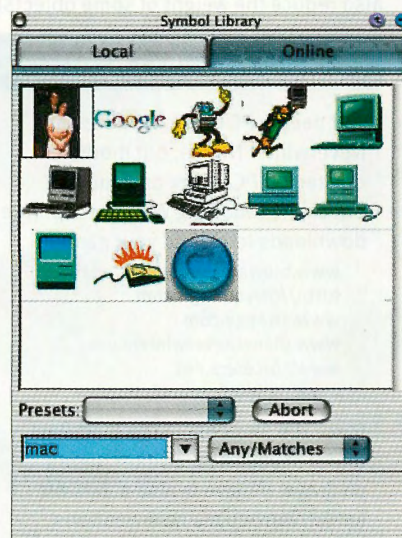 Symbol Library
Local
Online
Google
Presets:
Abort
mac
Any/Matches